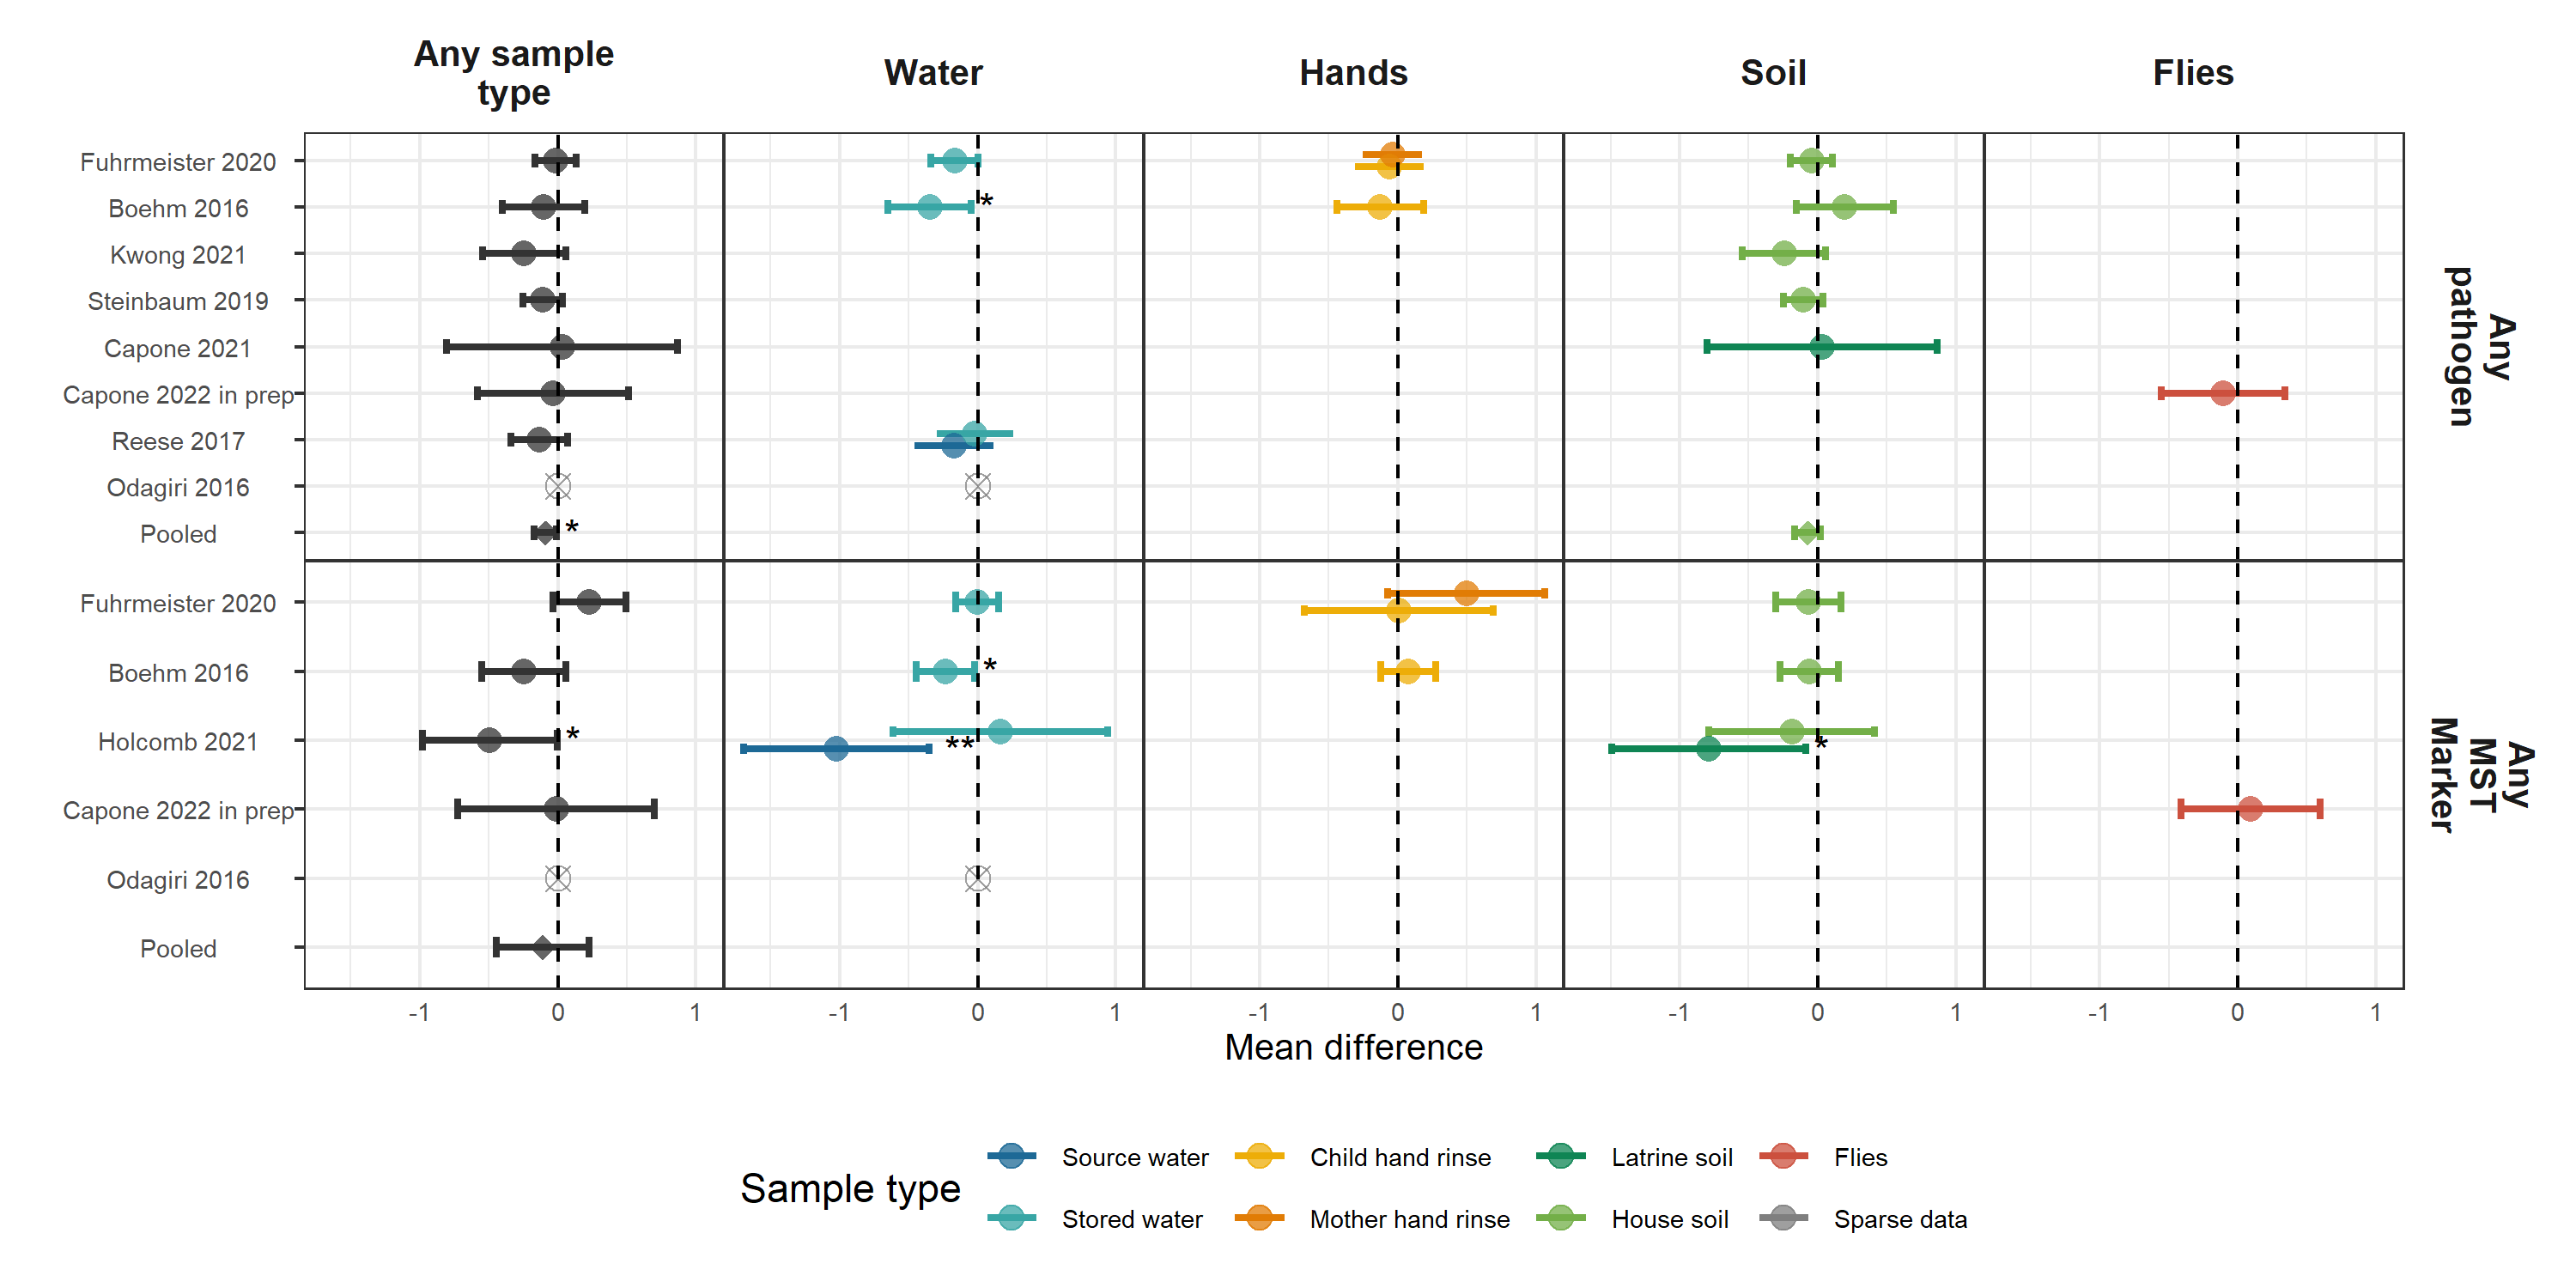 Any sample
type
Water
Hands
Soil
Flies
Fuhrmeister 2020
Boehm 2016
*
Kwong 2021
Steinbaum 2019
Capone 2021
Capone 2022 in prep
Reese 2017
Odagiri 2016
Pooled
*
Any
pathogen
Fuhrmeister 2020
Boehm 2016
*
Holcomb 2021
*
**
*
Capone 2022 in prep
Odagiri 2016
Pooled
Any
MST
Marker
-1 0 1 -1 0 1 -1 0 1 -1 0 1 -1 0 1
Mean difference
Sample type
Source water
Child hand rinse
Latrine soil
Flies
Stored water
Mother hand rinse
House soil
Sparse data